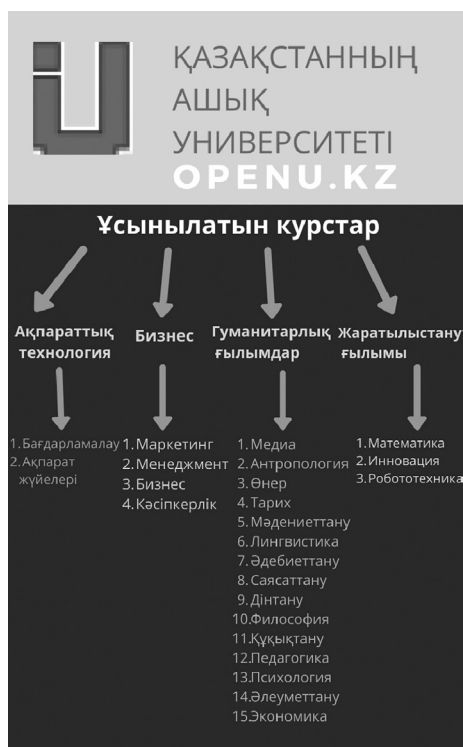 ҚАЗАҚСТАННЫҢ
АШЫҚ
УНИВЕРСИТЕТІ
OPENU.KZ
Ұсынылатын курстар
Ақпараттық
технология
Бизнес
Гуманитарлық
ғылымдар
Жаратылыстану
ғылымы
1. Бағдарламалау
2. Ақпарат
жүйелері
1. Маркетинг
2. Менеджмент
3. Бизнес
4. Кәсіпкерлік
1. Медиа
2. Антропология
3. Өнер
4. Тарих
5. Мәдениеттану
6. Лингвистика
7. Әдебиеттану
8. Саясаттану
9. Дінтану
10.Философия
11.Құқықтану
12.Педагогика
13.Психология
14.Әлеуметтану
15.Экономика
1. Математика
2. Инновация
3. Робототехника